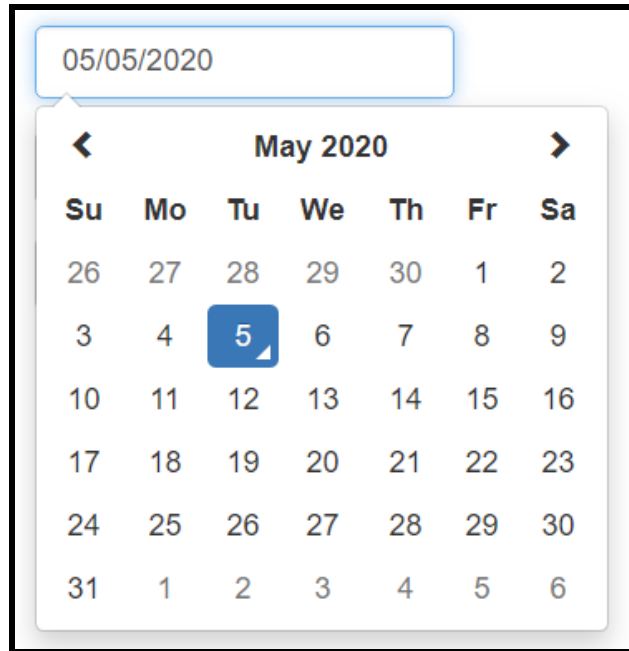 05/05/2020
May 2020
Su Mo Tu We Th Fr Sa
26 27 28 29 30 1 2
3 4 5 6 7 8 9
10 11 12 13 14 15 16
17 18 19 20 21 22 23
24 25 26 27 28 29 30
31 1 2 3 4 5 6